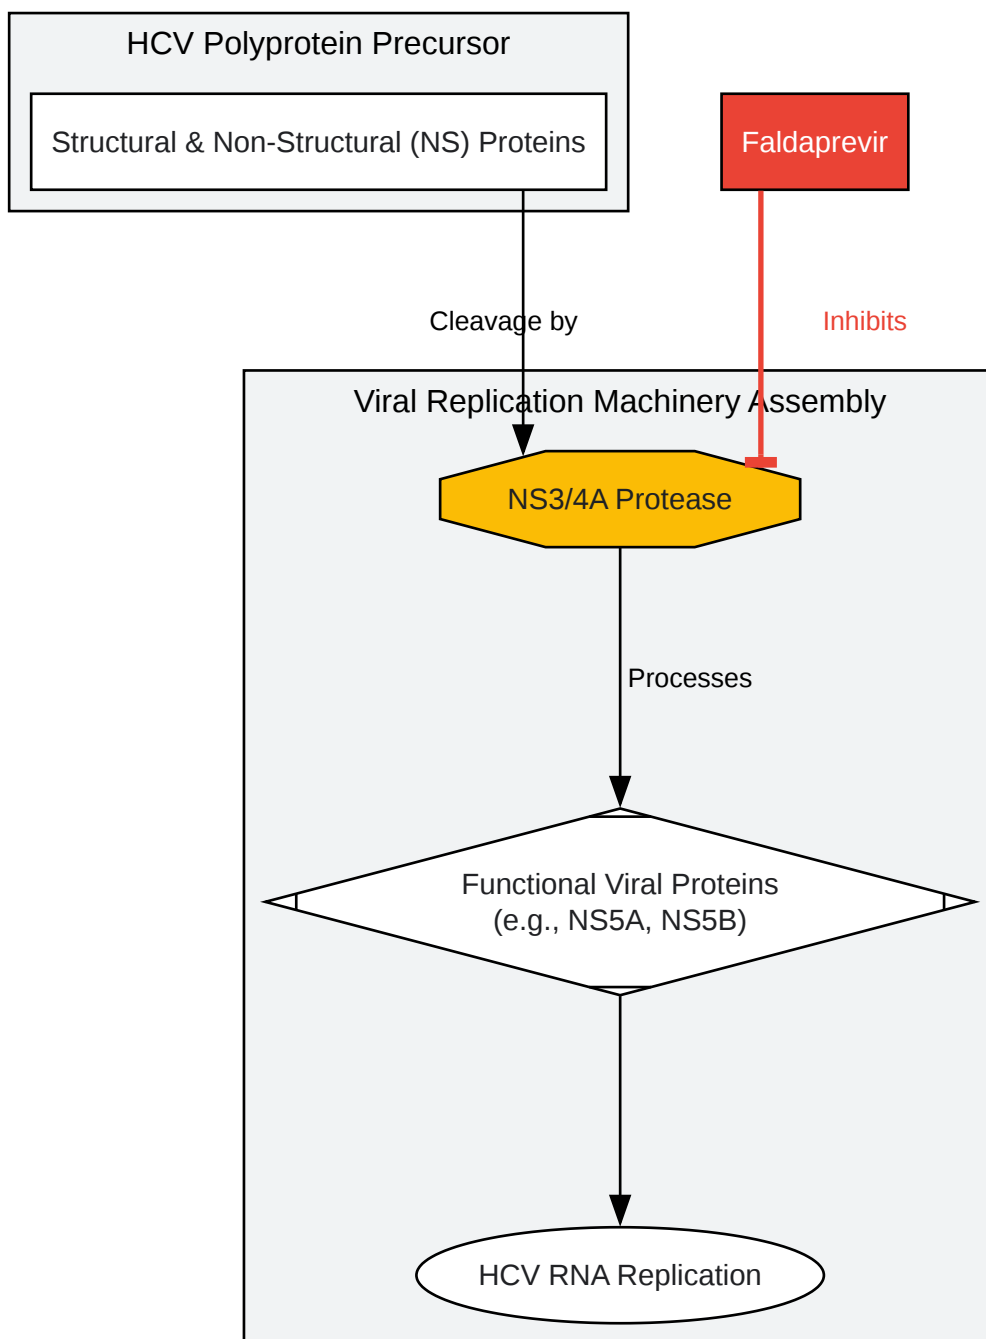 HCV Polyprotein Precursor
Structural & Non-Structural (NS) Proteins
Faldaprevir
Cleavage by
Inhibits
Viral Replication Machinery Assembly
NS3/4A Protease
Processes
Functional Viral Proteins
(e.g., NS5A, NS5B)
HCV RNA Replication